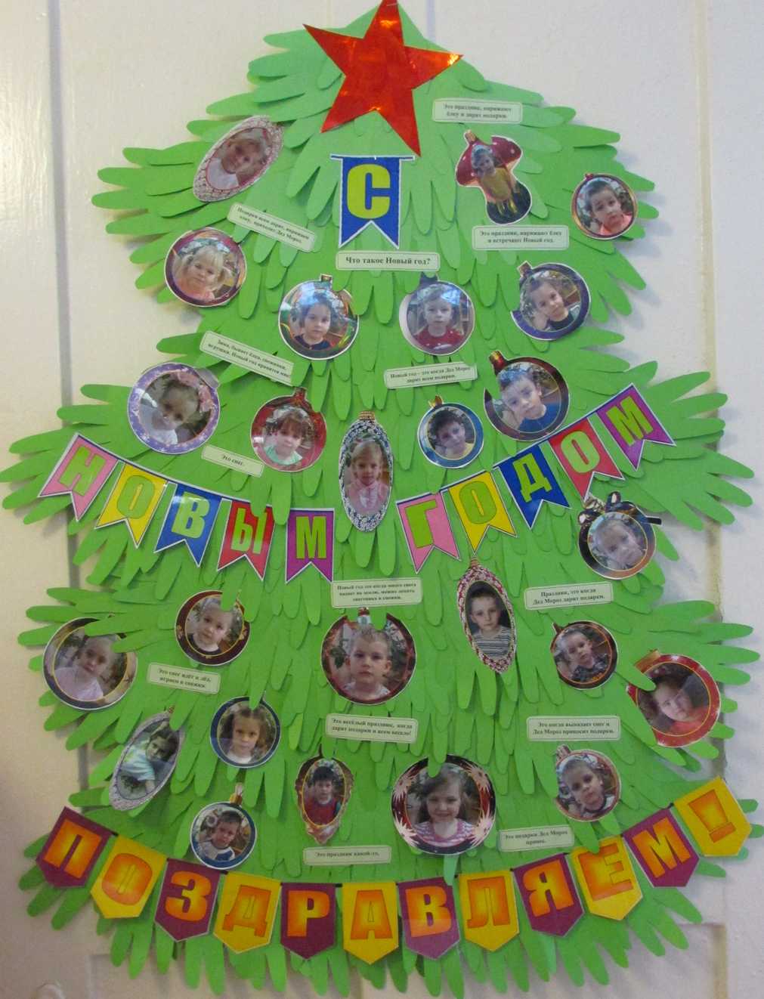 Это праздник, наряжают
ёлку и дарят подарки.
С
Подарки всем дарят, наряжаем
елку, приходит Дед Мороз.
Это праздник, наряжают ёлку
и встречают Новый год.
Что такое Новый год?
Зима, бывает ёлка, снежинки,
игрушки. Новый год нравится мне!
Новый год – это когда Дед Мороз
дарит всем подарки.
Это снег.
НОВЫМ ГОДОМ
Новый год это когда много снега
падает на землю, можно лепить
снеговика и снежки.
Праздник, это когда
Дед Мороз дарит подарки.
Это снег идёт и лёд,
играем в снежки.
Это весёлый праздник, когда
дарят подарки и всем весело!
Это когда выпадает снег и
Дед Мороз приносит подарки.
Это подарки Дед Мороз
принес.
Это праздник какой-то.
ПОЗДРАВЛЯЕМ!